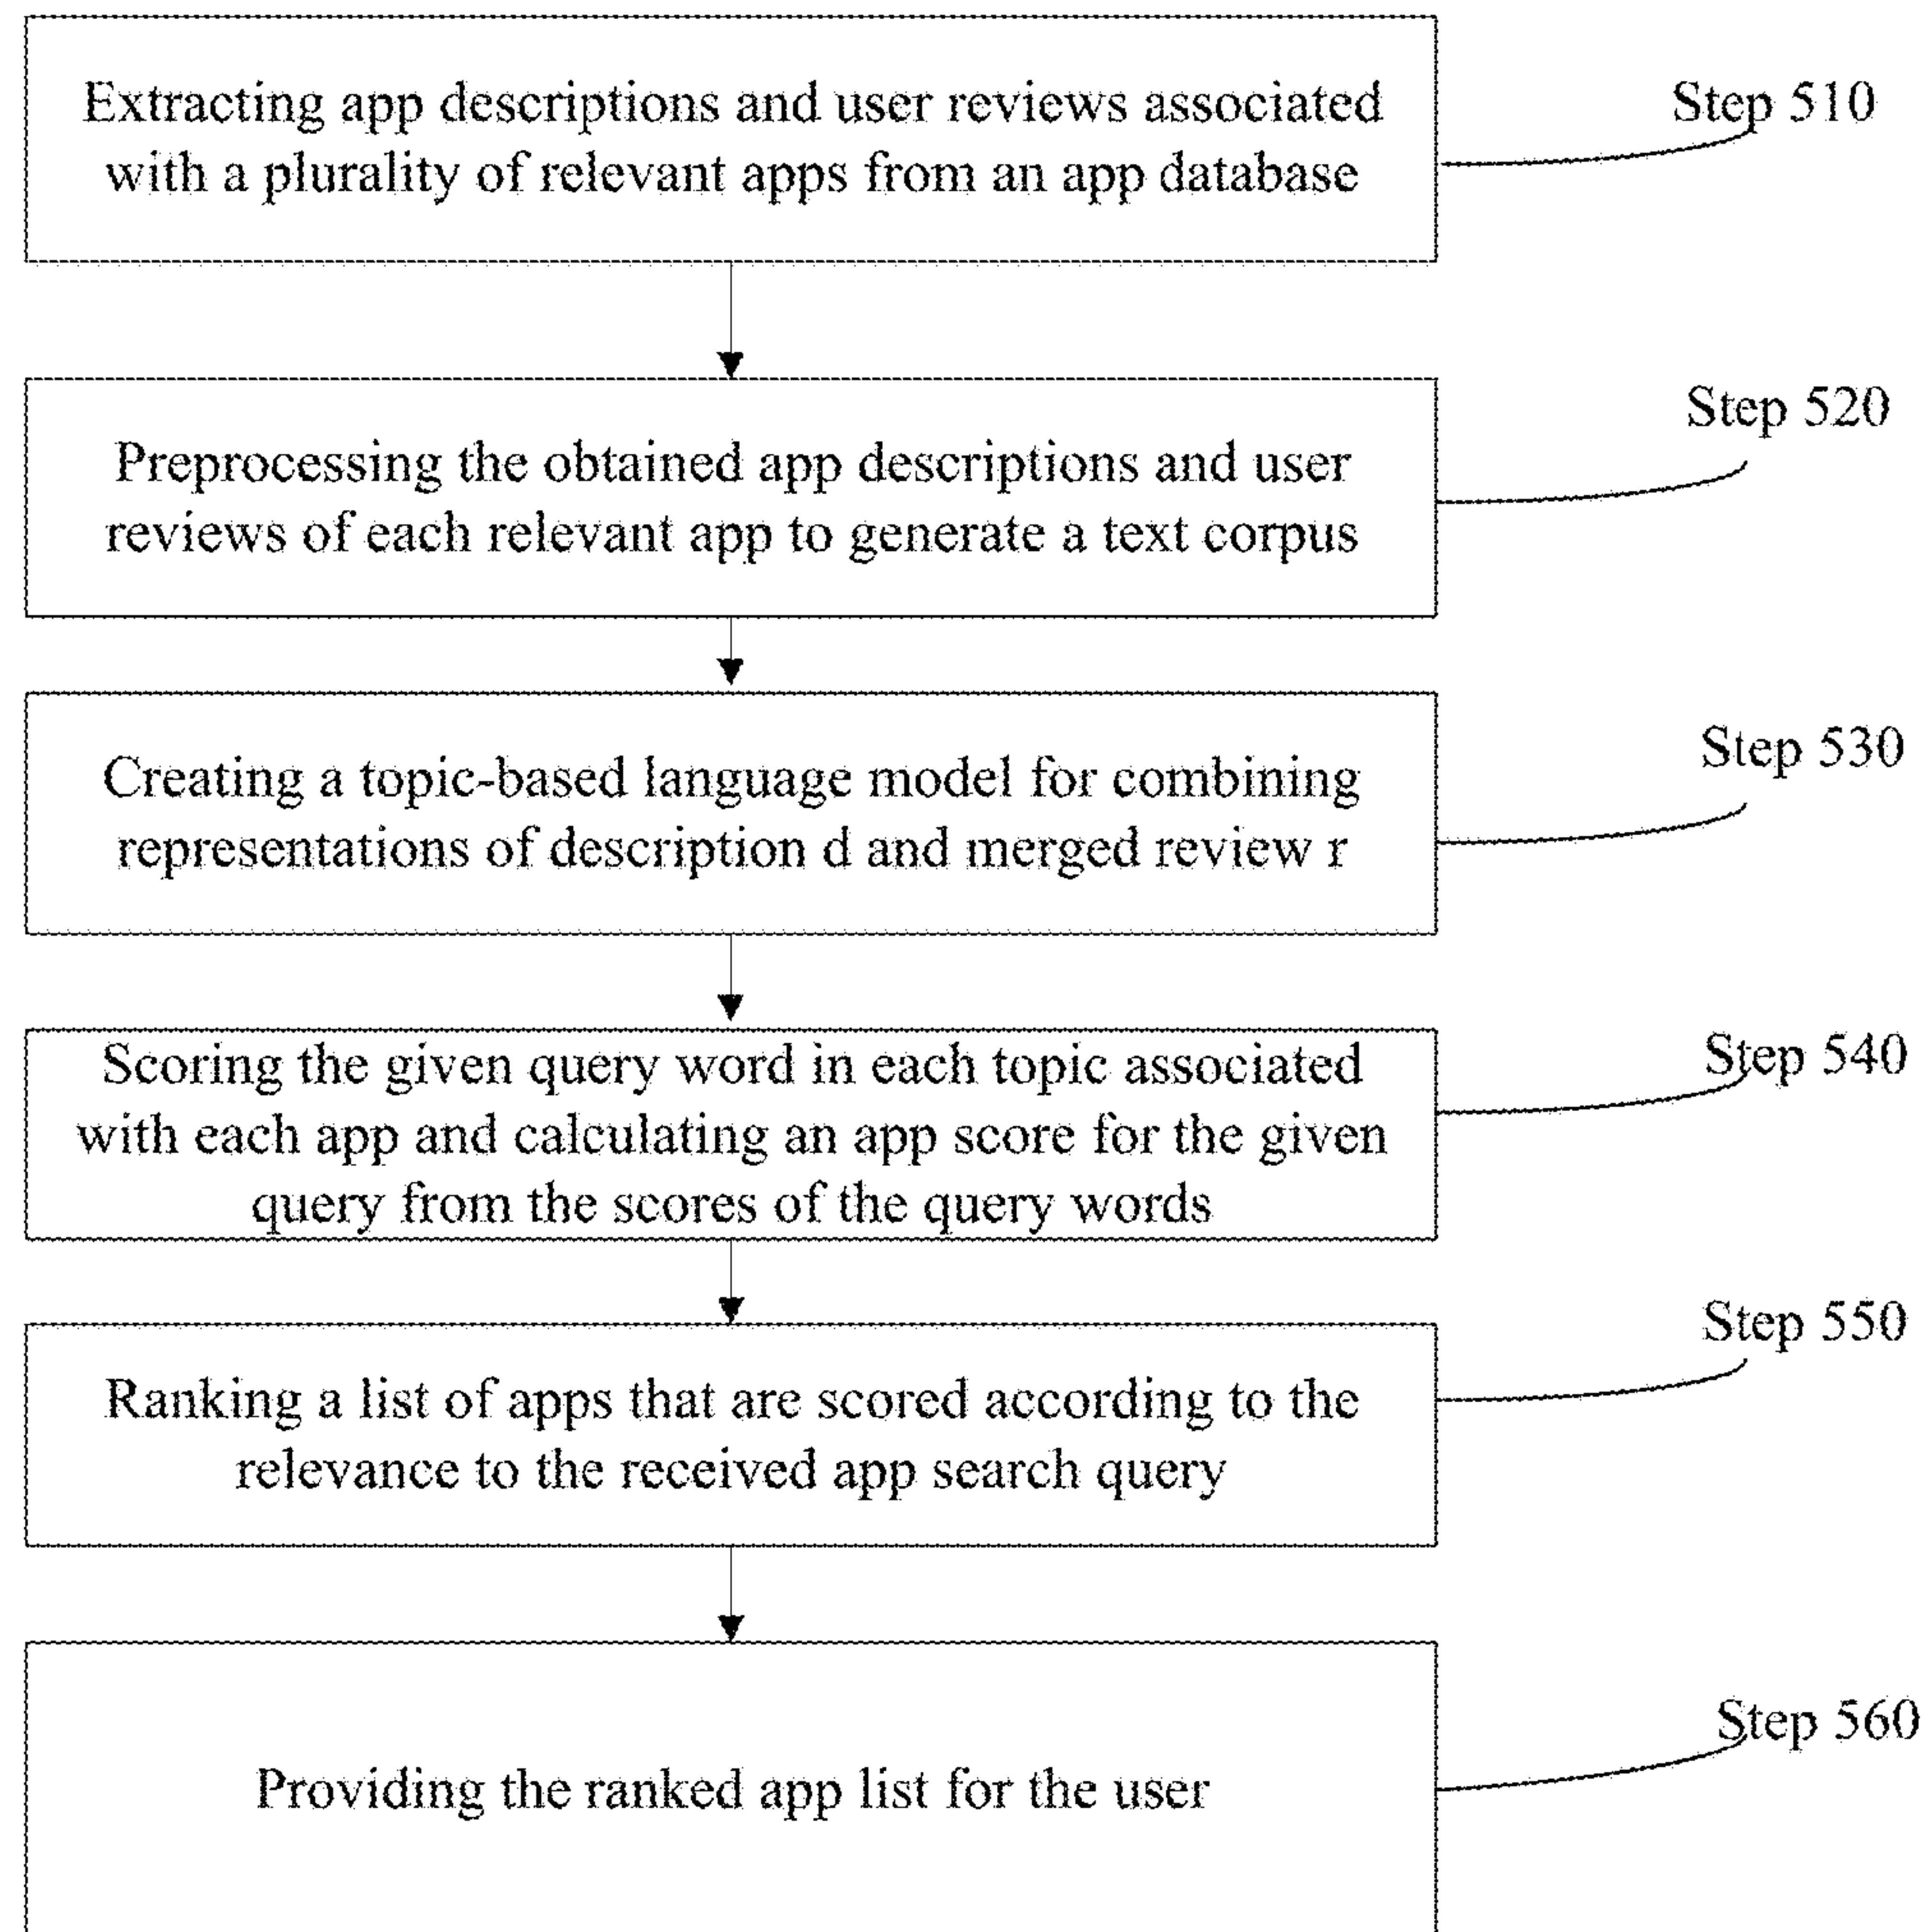 Extracting app descriptions and user reviews associated
with a plurality of relevant apps from an app database
Step 510
Preprocessing the obtained app descriptions and user
reviews of each relevant app to generate a text corpus
Step 520
Creating a topic-based language model for combining
representations of description d and merged review r
Step 530
Scoring the given query word in each topic associated
with each app and calculating an app score for the given
query from the scores of the query words
Step 540
Ranking a list of apps that are scored according to the
relevance to the received app search query
Step 550
Providing the ranked app list for the user
Step 560